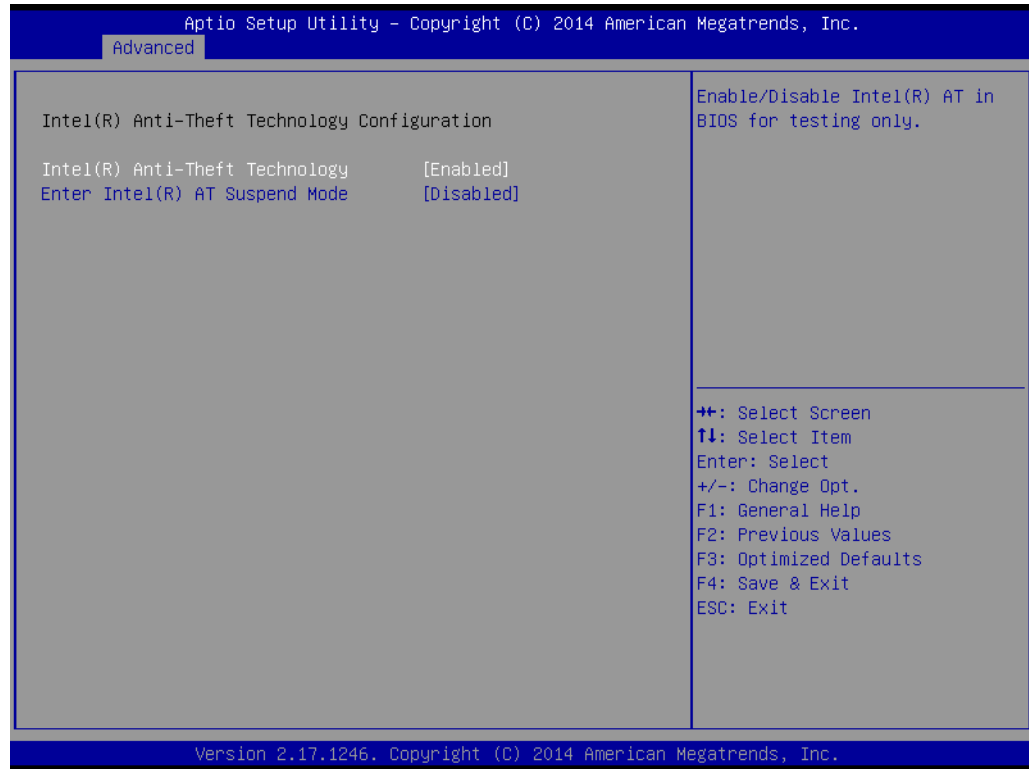 Aptio Setup Utility – Copyright (C) 2014 American Megatrends, Inc.
Advanced
Intel(R) Anti-Theft Technology Configuration
Intel(R) Anti-Theft Technology [Enabled]
Enter Intel(R) AT Suspend Mode [Disabled]
Enable/Disable Intel(R) AT in
BIOS for testing only.
→←: Select Screen
↑↓: Select Item
Enter: Select
+/-: Change Opt.
F1: General Help
F2: Previous Values
F3: Optimized Defaults
F4: Save & Exit
ESC: Exit
Version 2.17.1246. Copyright (C) 2014 American Megatrends, Inc.